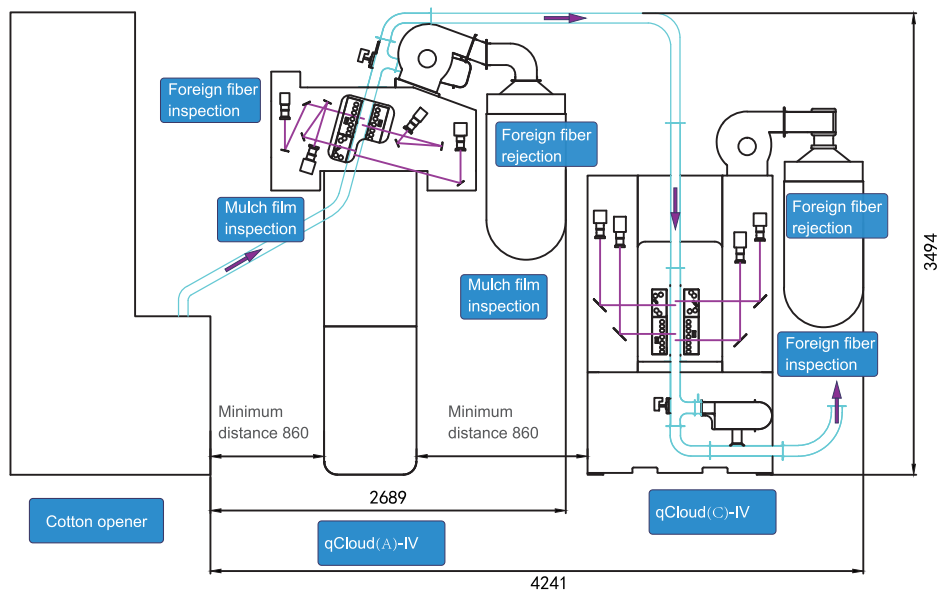 Foreign fiber
inspection
Foreign fiber
rejection
Mulch film
inspection
Foreign fiber
rejection
3494
Mulch film
inspection
Foreign fiber
inspection
Minimum
distance 860
Minimum
distance 860
2689
Cotton opener
qCloud(A)-IV
qCloud(C)-IV
4241